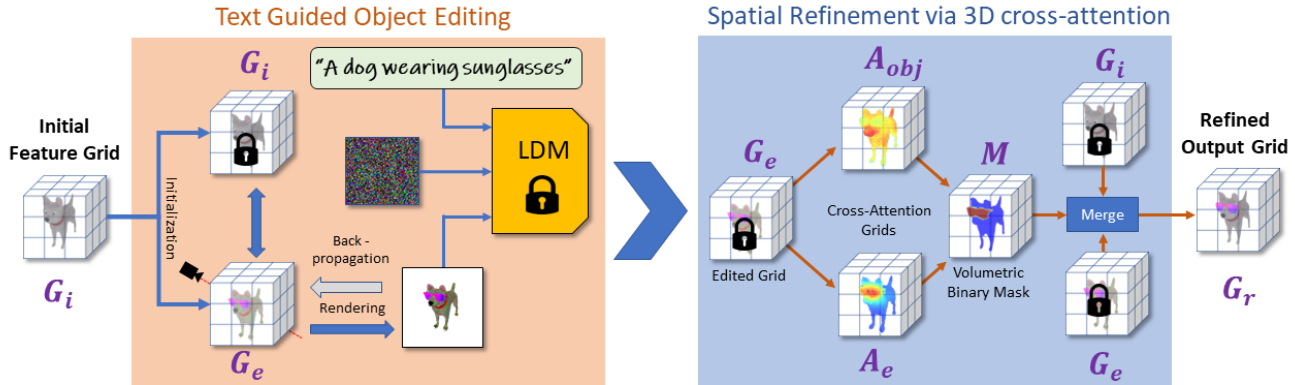 Text Guided Object Editing
Spatial Refinement via 3D cross-attention
Initial
Feature Grid
G_i
Initialization
G_i
G_e
"A dog wearing sunglasses"
LDM
Back -
propagation
Rendering
G_e
Edited Grid
A_obj
A_e
Cross-Attention
Grids
M
Volumetric
Binary Mask
G_i
Merge
G_e
Refined
Output Grid
G_r